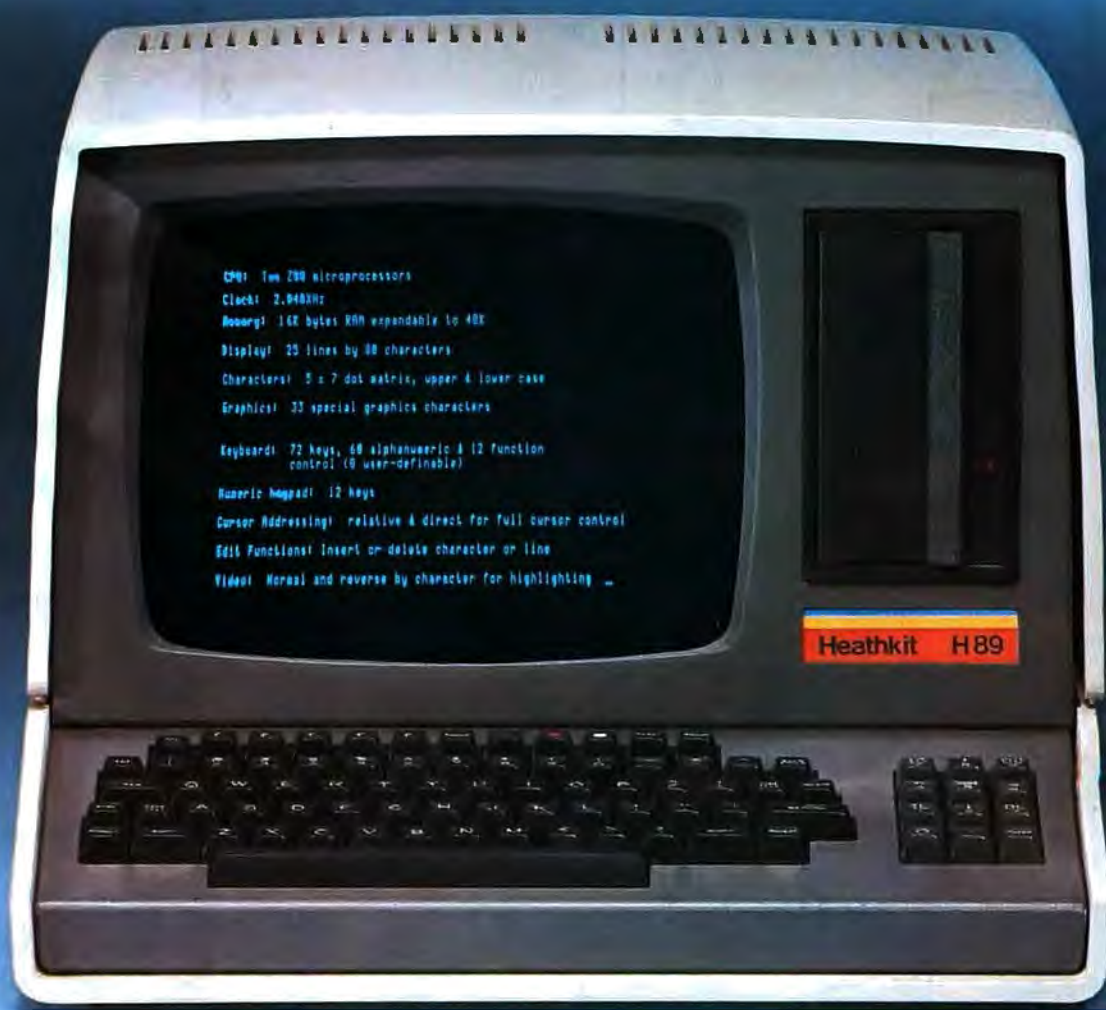 CPU: Two Z80 microprocessors
Clock: 2.048MHz
Memory: 16K bytes RAM expandable to 48K
Display: 25 lines by 80 characters
Characters: 5 x 7 dot matrix, upper & lower case
Graphics: 33 special graphics characters
Keyboard: 72 keys, 60 alphanumeric & 12 function
control (8 user-definable)
Numeric keypad: 12 keys
Cursor Addressing: relative & direct for full cursor control
Edit Functions: Insert or delete character or line
Video: Normal and reverse by character for highlighting _
Heathkit H89
Q W E R T Y U I O P
A S D F G H J K L
Z X C V B N M